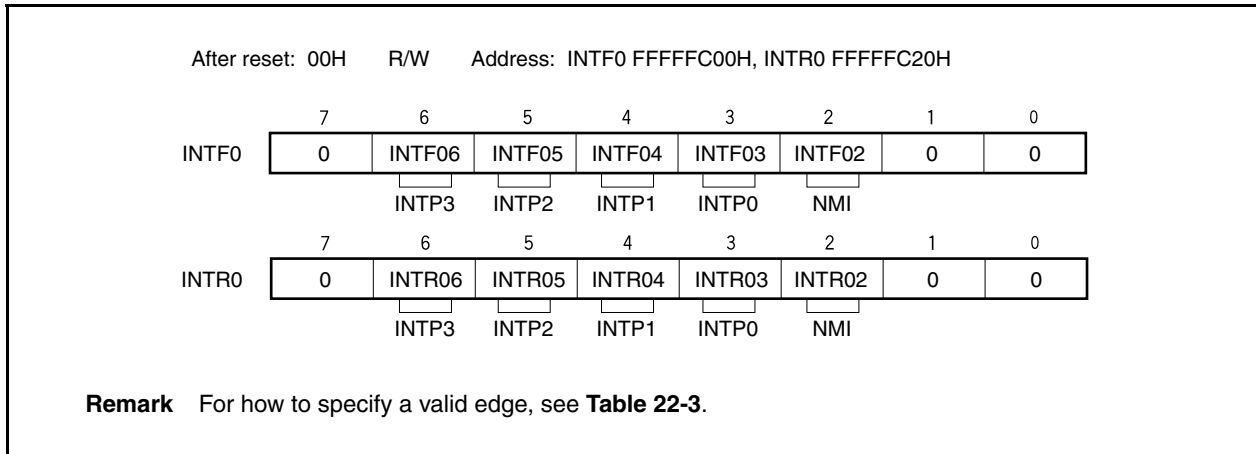 After reset: 00H R/W Address: INTF0 FFFFFC00H, INTR0 FFFFFC20H
7 6 5 4 3 2 1 0
INTF0 0 INTF06 INTF05 INTF04 INTF03 INTF02 0 0
INTP3 INTP2 INTP1 INTP0 NMI
7 6 5 4 3 2 1 0
INTR0 0 INTR06 INTR05 INTR04 INTR03 INTR02 0 0
INTP3 INTP2 INTP1 INTP0 NMI
Remark For how to specify a valid edge, see Table 22-3.